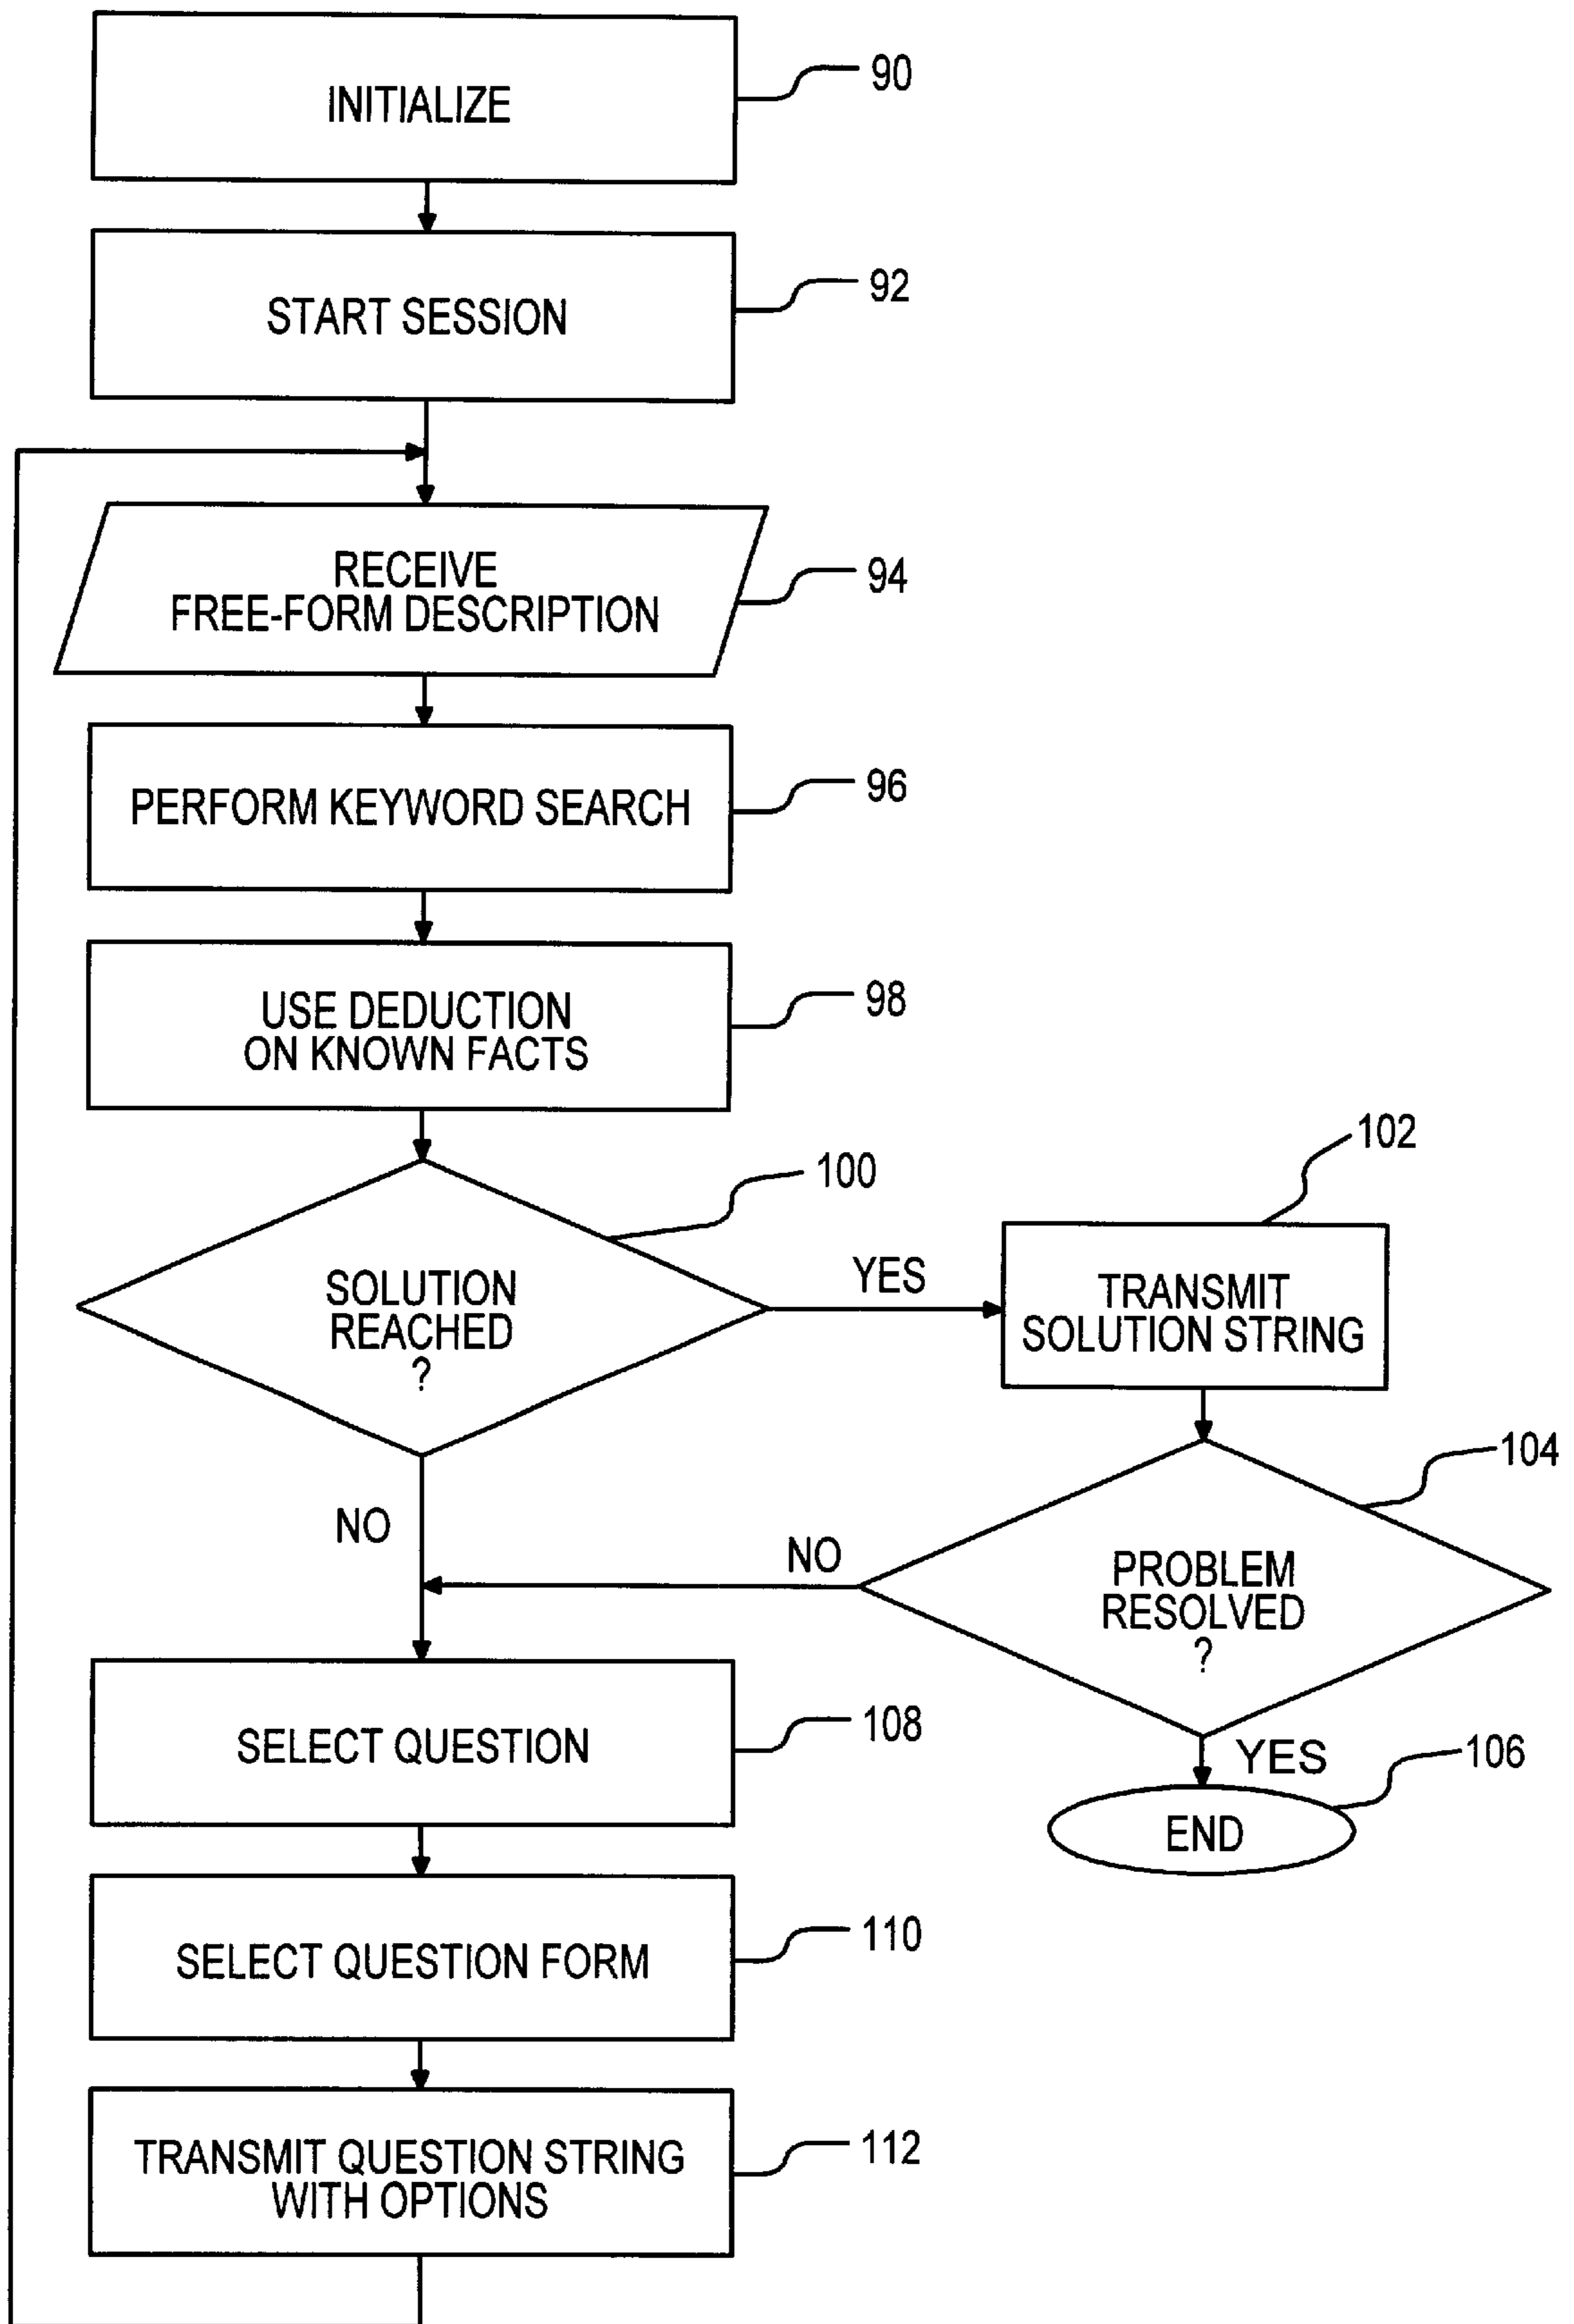 INITIALIZE
90
START SESSION
92
RECEIVE
FREE-FORM DESCRIPTION
94
PERFORM KEYWORD SEARCH
96
USE DEDUCTION
ON KNOWN FACTS
98
SOLUTION
REACHED
?
100
YES
TRANSMIT
SOLUTION STRING
102
NO
PROBLEM
RESOLVED
?
104
NO
YES
END
106
SELECT QUESTION
108
SELECT QUESTION FORM
110
TRANSMIT QUESTION STRING
WITH OPTIONS
112